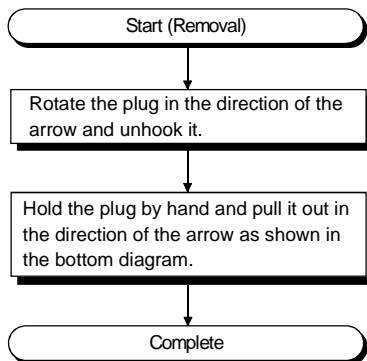 Start (Removal)
Rotate the plug in the direction of the
arrow and unhook it.
Hold the plug by hand and pull it out in
the direction of the arrow as shown in
the bottom diagram.
Complete